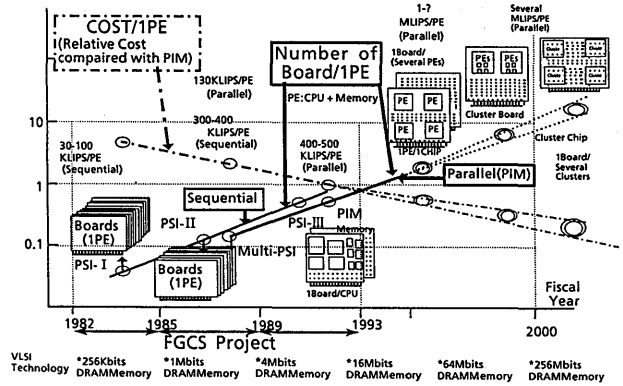 COST/1PE
(Relative Cost
compaired with PIM)
130KLIPS/PE
(Parallel)
Number of
Board/1PE
PE:CPU + Memory
1-?
MLIPS/PE
(Parallel)
1Board/
(Several PEs)
PE
PE
PE
PE
1PE/1CHIP
PEs
PEs
Cluster Board
Several
MLIPS/PE
(Parallel)
Cluster Chip
1Board/
Several
Clusters
10
1
0.1
30-100
KLIPS/PE
(Sequential)
300-400
KLIPS/PE
(Sequential)
400-500
KLIPS/PE
(Parallel)
Sequential
Parallel(PIM)
Boards
(1PE)
PSI- I
PSI-II
Boards
(1PE)
Multi-PSI
PSI-III
PIM
Memory
1Board/CPU
Fiscal
Year
1982
1985
1989
1993
2000
FGCS Project
VLSI
Technology
*256Kbits
DRAMMemory
*1Mbits
DRAMMemory
*4Mbits
DRAMMemory
*16Mbits
DRAMMemory
*64Mbits
DRAMMemory
*256Mbits
DRAMMemory